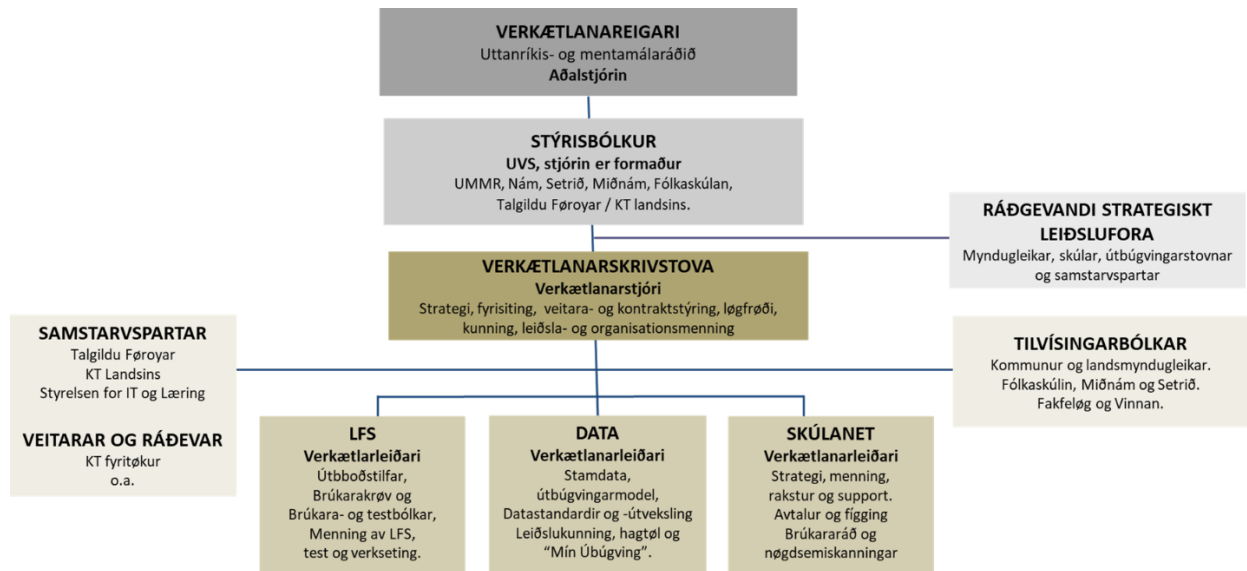 VERKÆTLANAREIGARI
Uttanríkis- og mentamálaráðið
Aðalstjórin
STÝRISBÓLKUR
UVS, stjórin er formaður
UMMR, Nám, Setrið, Miðnám, Fólkaskúlan,
Talgildu Føroyar / KT landsins.
RÁÐGEVANDI STRATEGISKT
LEIÐSLUFORA
Myndugleikar, skúlar, útbúgvingarstovnar
og samstarvspartar
VERKÆTLANARSKRIVSTOVA
Verkætlanarstjóri
Strategi, fyrisiting, veitara- og kontraktstýring, løgfrøði,
kunning, leiðsla- og organisationsmenning
SAMSTARVSPARTAR
Talgildu Føroyar
KT Landsins
Styrelsen for IT og Læring
VEITARAR OG RÁÐEVAR
KT fyritøkur
o.a.
TILVÍSINGARBÓLKAR
Kommunur og landsmyndugleikar.
Fólkaskúlin, Miðnám og Setrið.
Fakfeløg og Vinnan.
LFS
Verkætlarleiðari
Útbboðstilfar,
Brúkarakrøv og
Brúkara- og testbólkar,
Menning av LFS,
test og verkseting.
DATA
Verkætlanarleiðari
Stamdata,
útbúgvingarmodel,
Datastandardir og -útveksling
Leiðslukunning, hagtøl og
"Mín Úbúgving".
SKÚLANET
Verkætlanarleiðari
Strategi, menning,
rakstur og support.
Avtalur og fígging
Brúkararáð og
nøgdsemiskanningar